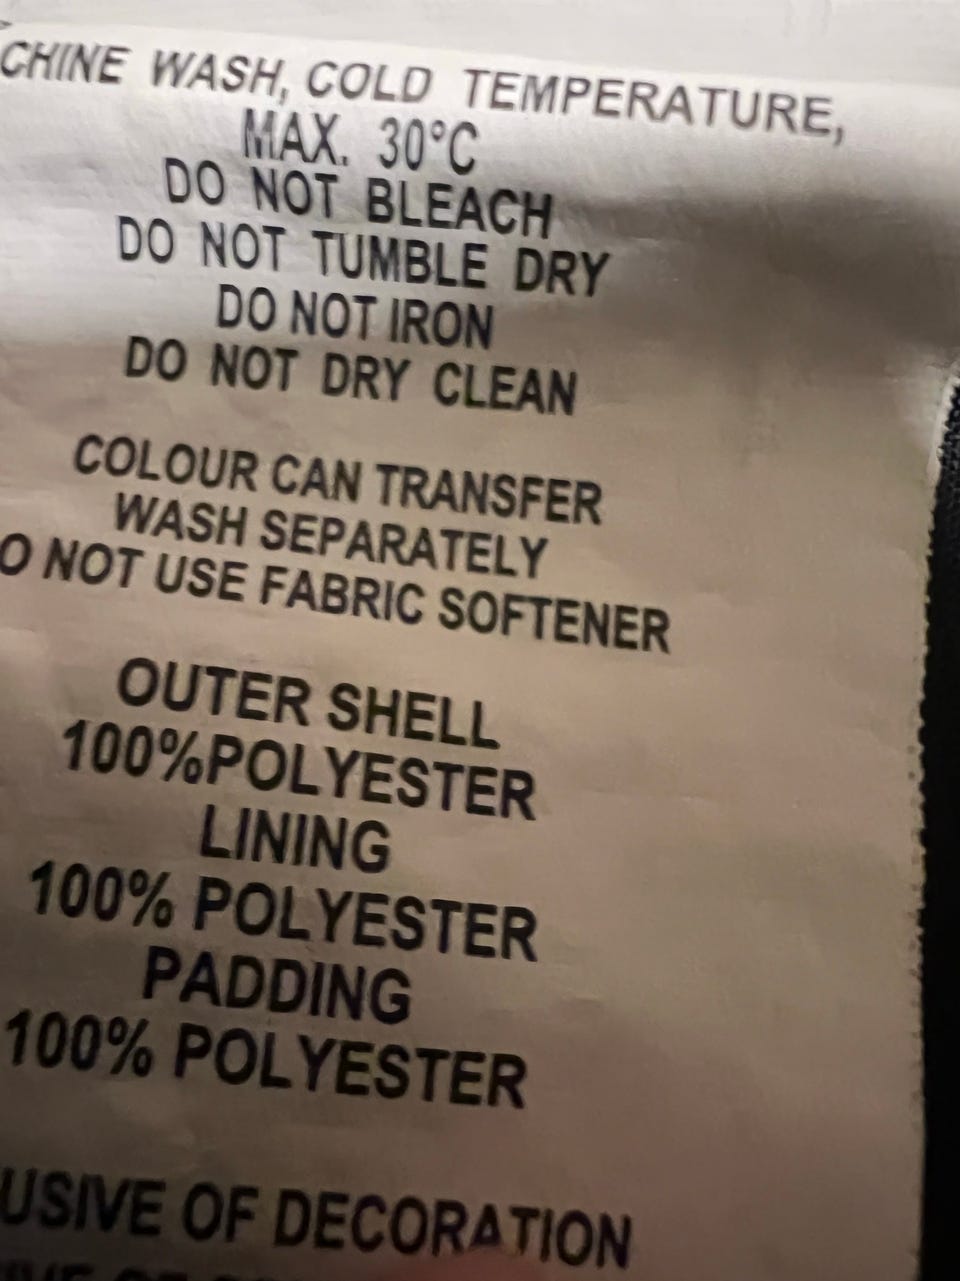 CHINE WASH, COLD TEMPERATURE,
MAX. 30°C
DO NOT BLEACH
DO NOT TUMBLE DRY
DO NOT IRON
DO NOT DRY CLEAN
COLOUR CAN TRANSFER
WASH SEPARATELY
O NOT USE FABRIC SOFTENER
OUTER SHELL
100%POLYESTER
LINING
100% POLYESTER
PADDING
100% POLYESTER
USIVE OF DECORATION